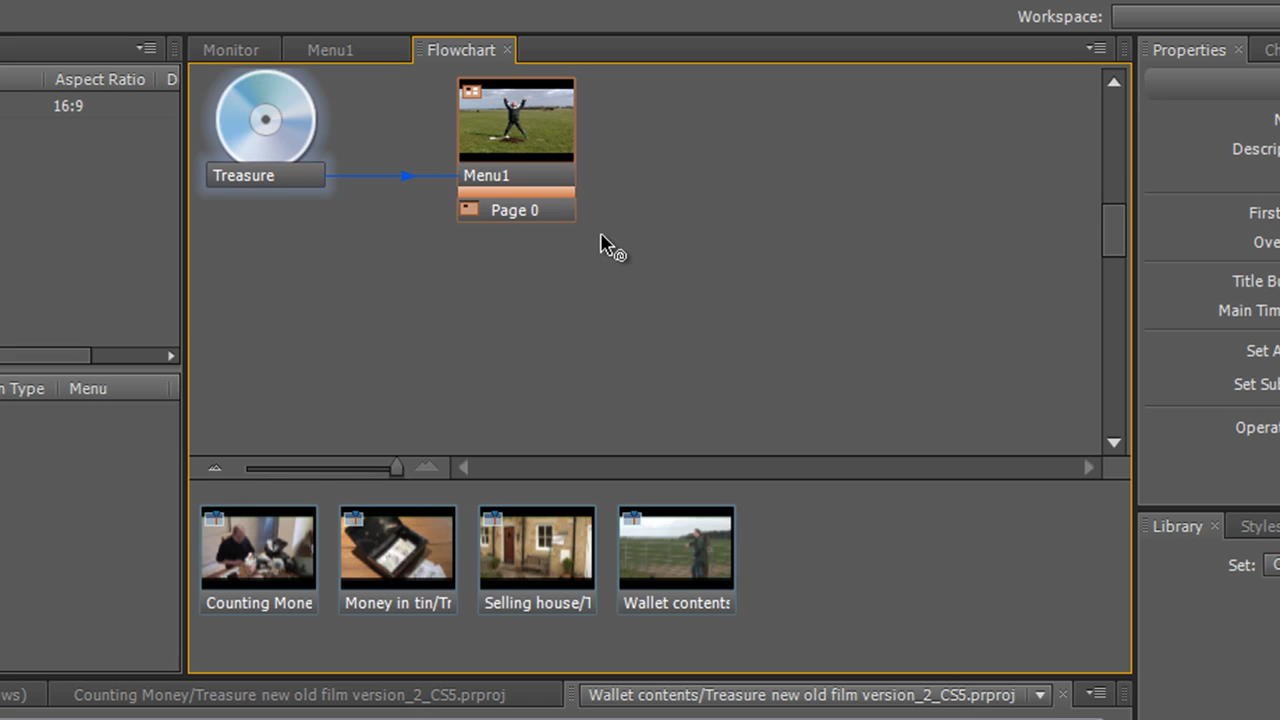 Workspace:
Monitor
Menu1
Flowchart
Properties
Aspect Ratio
D
16:9
Treasure
Menu1
Page 0
Descrip
First
Ove
Title Bu
Main Tim
Set A
Set Su
Operat
n Type
Menu
Counting Mone
Money in tin/Tr
Selling house/T
Wallet contents
Library
Styles
Set:
ws)
Counting Money/Treasure new old film version_2_CS5.prproj
Wallet contents/Treasure new old film version_2_CS5.prproj